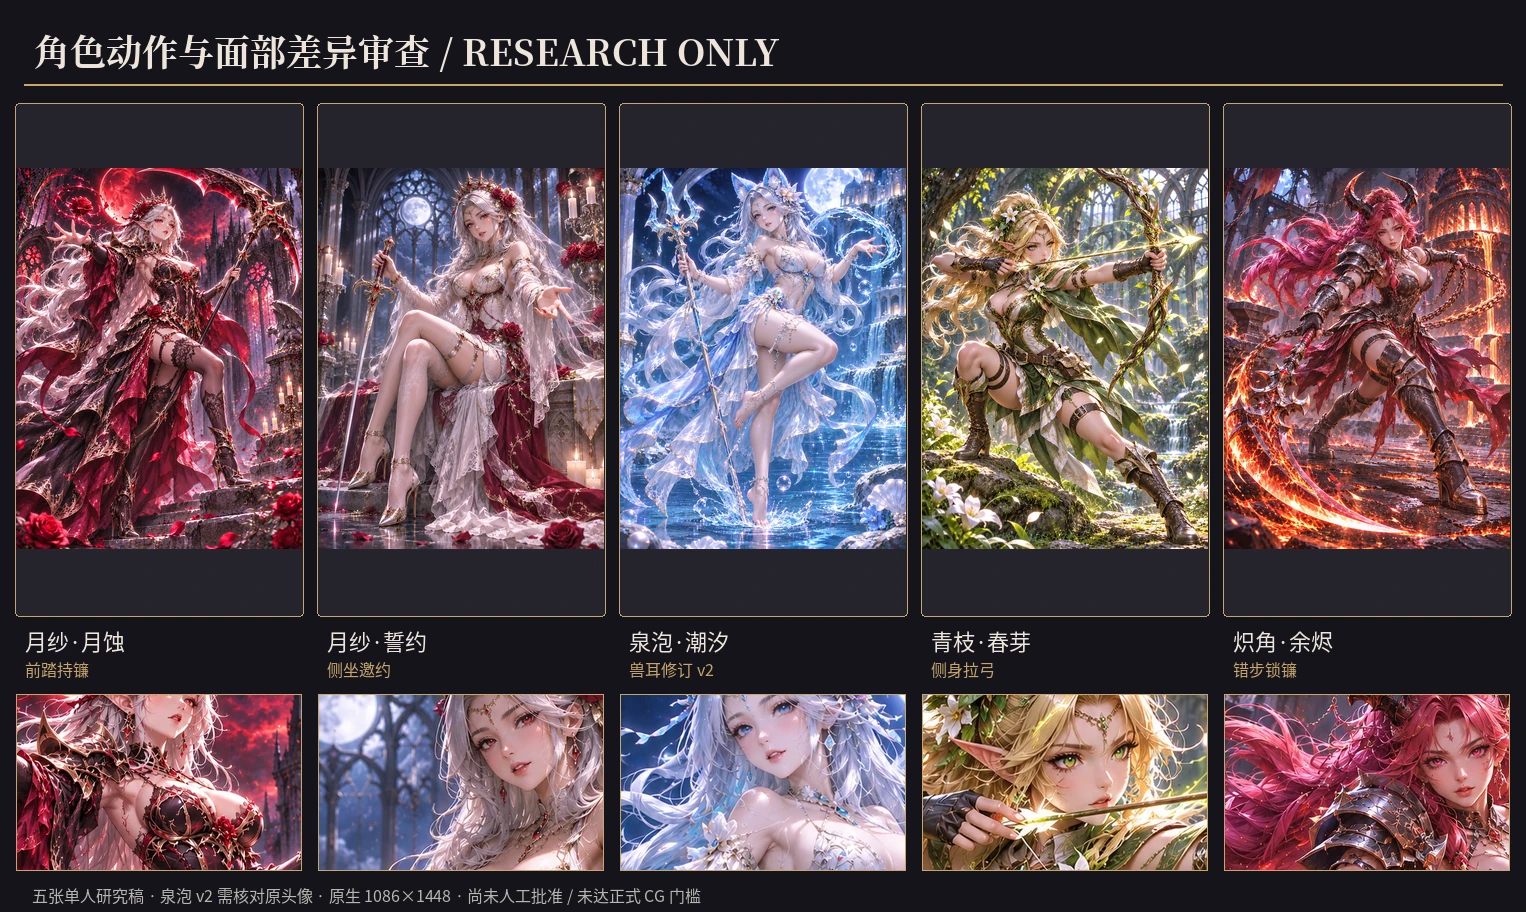 角色动作与面部差异审查 / RESEARCH ONLY
月纱·月蚀
前踏持镰
月纱·誓约
侧坐邀约
泉泡·潮汐
兽耳修订 v2
青枝·春芽
侧身拉弓
炽角·余烬
错步锁镰
五张单人研究稿 · 泉泡 v2 需核对原头像 · 原生 1086×1448 · 尚未人工批准 / 未达正式 CG 门槛